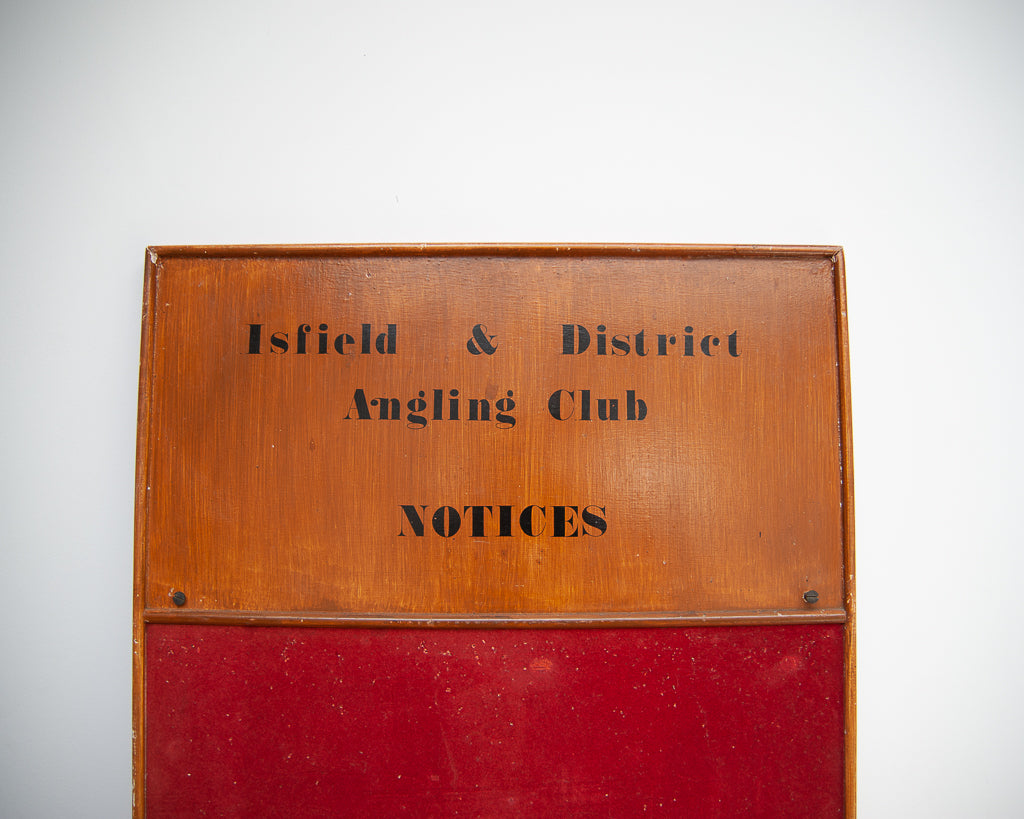 Isfield & District
Angling Club
NOTICES